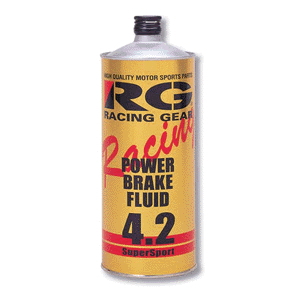 HIGH QUALITY MOTOR SPORTS PARTS
RG
RACING GEAR
Racing
POWER
BRAKE
FLUID
4.2
SuperSport